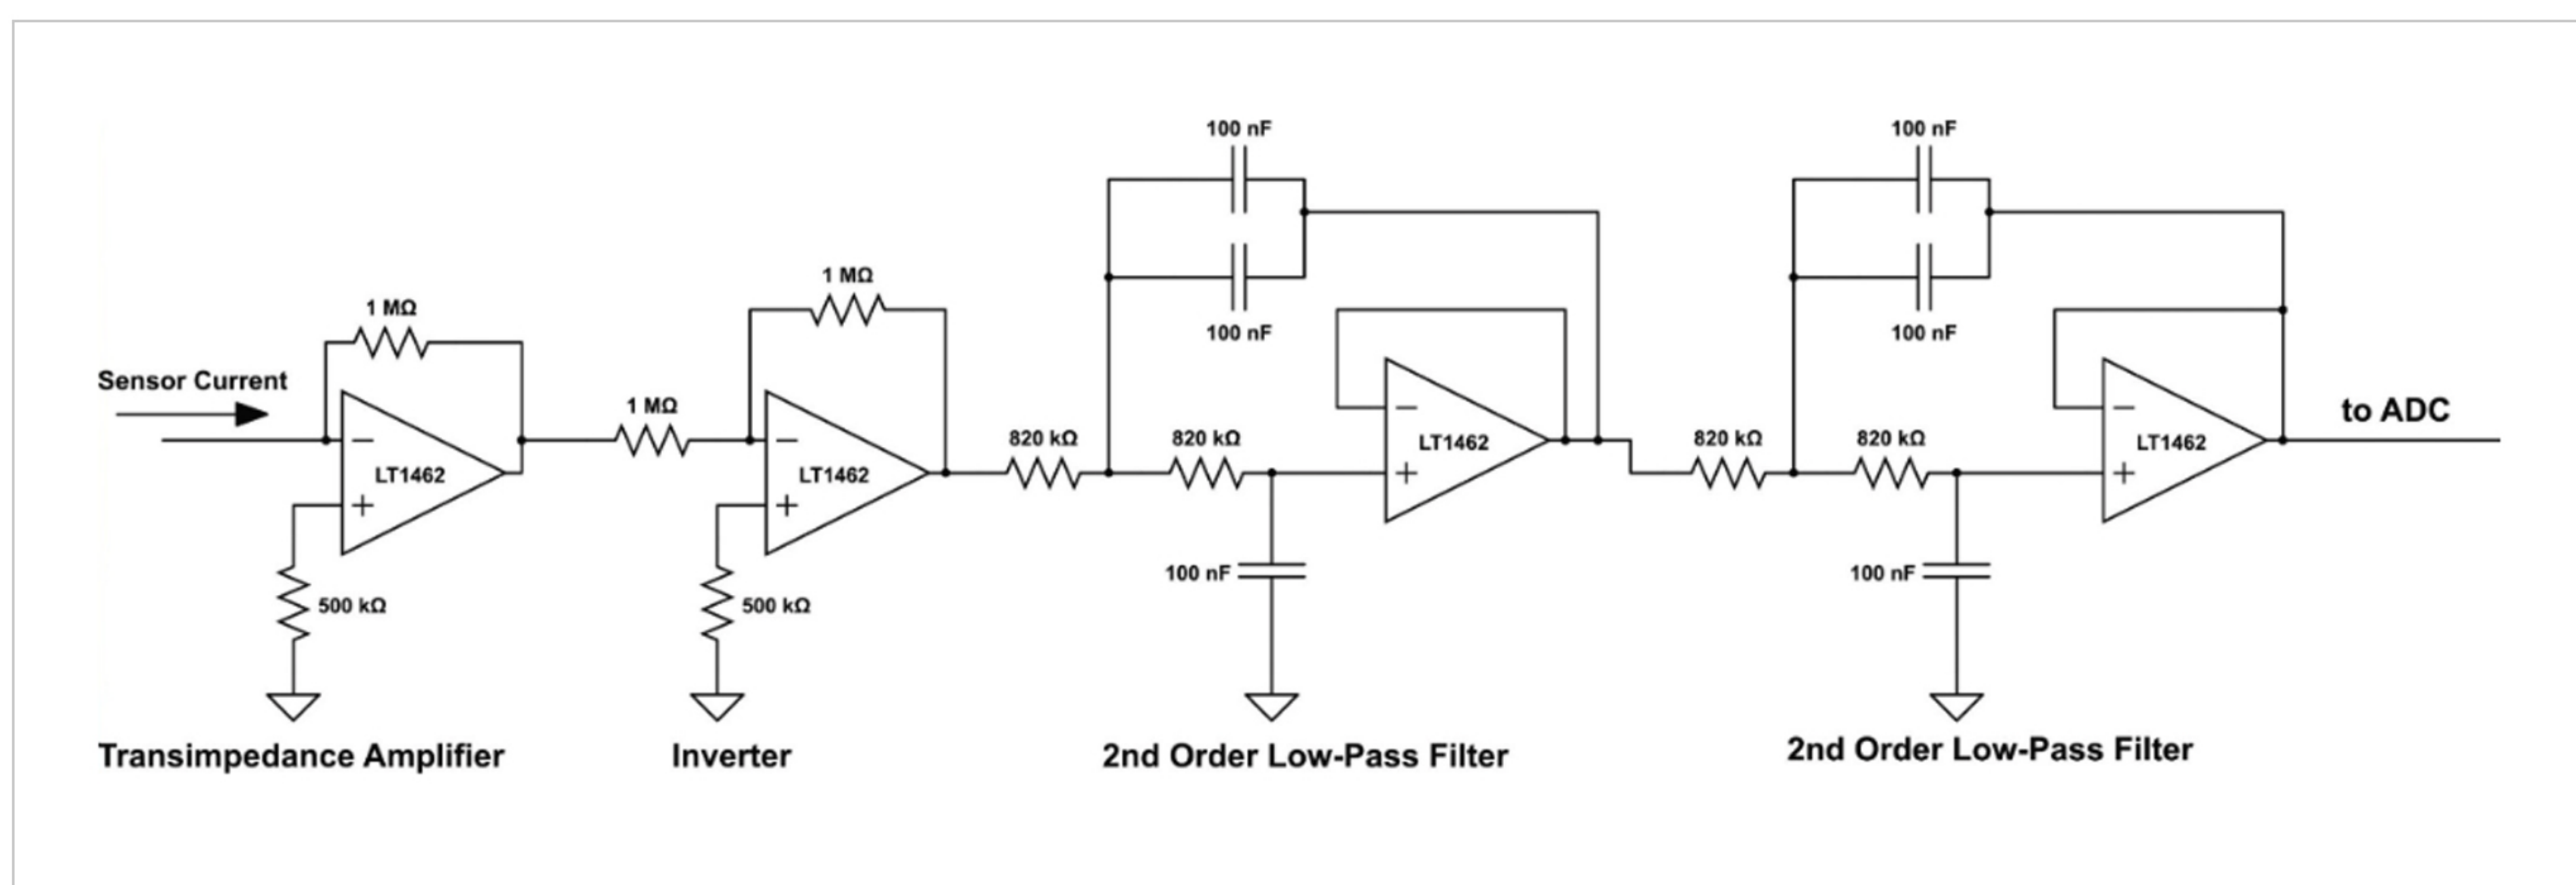 100 nF
100 nF
1 MΩ
1 MΩ
100 nF
100 nF
Sensor Current
1 MΩ
to ADC
820 kΩ
820 kΩ
LT1462
820 kΩ
820 kΩ
LT1462
LT1462
LT1462
100 nF
100 nF
500 kΩ
500 kΩ
Transimpedance Amplifier
Inverter
2nd Order Low-Pass Filter
2nd Order Low-Pass Filter